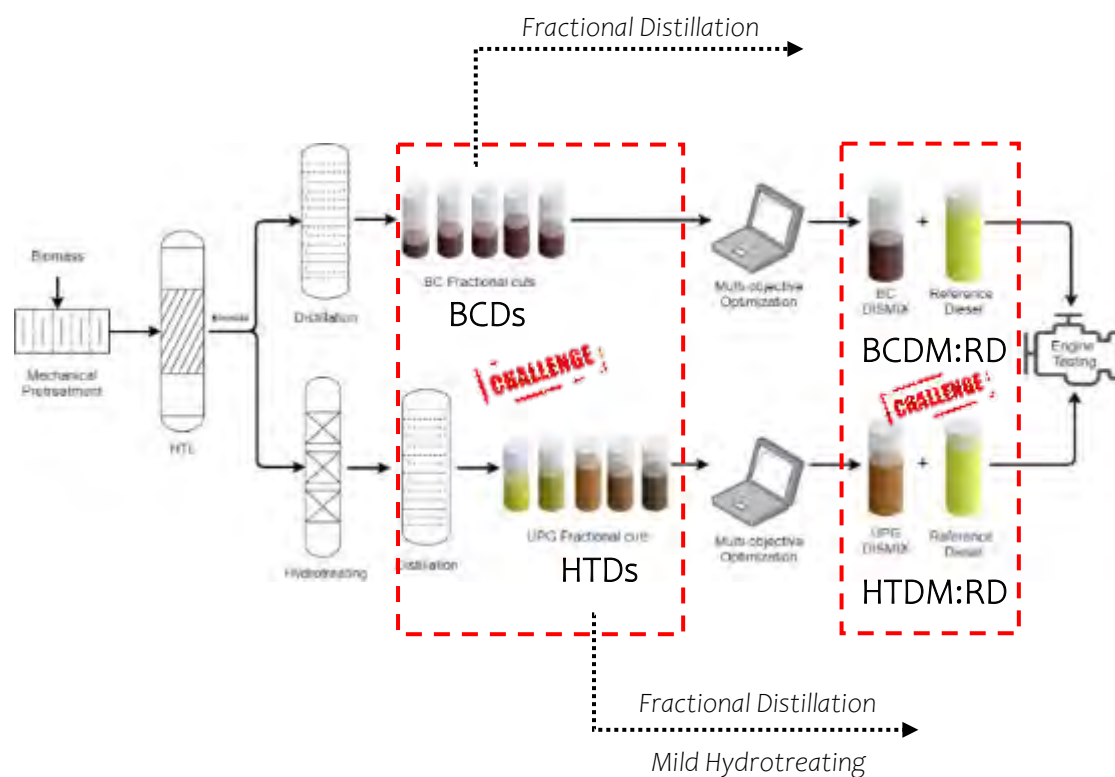 Fractional Distillation
Biomass
Mechanical
Pretreatment
HTL
Biocrude
Distillation
BC Fractional cuts
BCDs
CHALLENGE
Multi-objective
Optimization
BC
DISMIX
+
Reference
Diesel
BCDM:RD
Engine
Testing
CHALLENGE
Hydrotreating
Distillation
UPG Fractional cuts
HTDs
Multi-objective
Optimization
UPG
DISMIX
+
Reference
Diesel
HTDM:RD
Fractional Distillation
Mild Hydrotreating